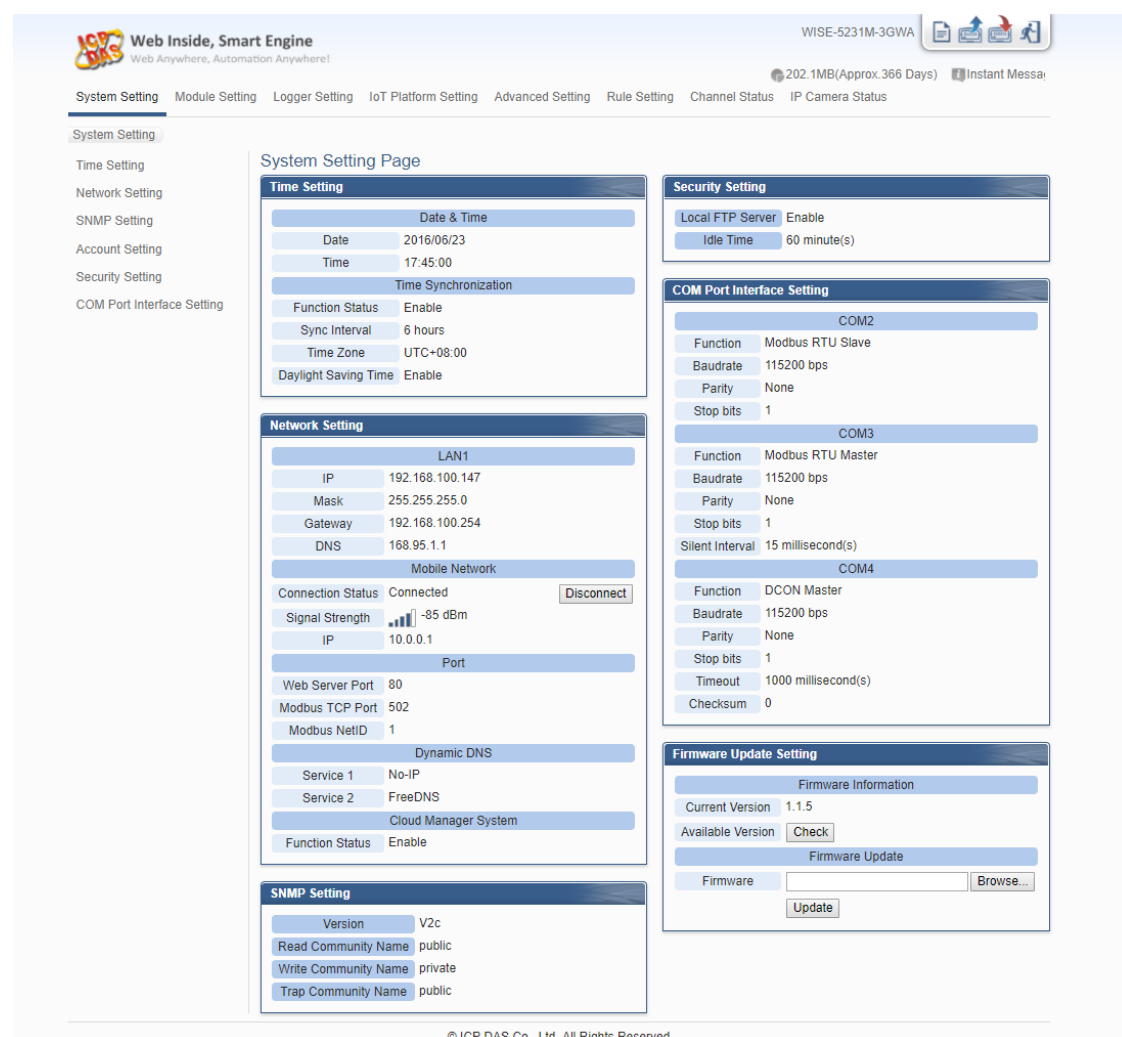 ICP DAS
Web Inside, Smart Engine
Web Anywhere, Automation Anywhere!
WISE-5231M-3GWA
202.1MB(Approx.366 Days) Instant Messa
System Setting Module Setting Logger Setting IoT Platform Setting Advanced Setting Rule Setting Channel Status IP Camera Status
System Setting
Time Setting
Network Setting
SNMP Setting
Account Setting
Security Setting
COM Port Interface Setting
System Setting Page
Time Setting
Date & Time
Date 2016/06/23
Time 17:45:00
Time Synchronization
Function Status Enable
Sync Interval 6 hours
Time Zone UTC+08:00
Daylight Saving Time Enable
Network Setting
LAN1
IP 192.168.100.147
Mask 255.255.255.0
Gateway 192.168.100.254
DNS 168.95.1.1
Mobile Network
Connection Status Connected Disconnect
Signal Strength -85 dBm
IP 10.0.0.1
Port
Web Server Port 80
Modbus TCP Port 502
Modbus NetID 1
Dynamic DNS
Service 1 No-IP
Service 2 FreeDNS
Cloud Manager System
Function Status Enable
SNMP Setting
Version V2c
Read Community Name public
Write Community Name private
Trap Community Name public
Security Setting
Local FTP Server Enable
Idle Time 60 minute(s)
COM Port Interface Setting
COM2
Function Modbus RTU Slave
Baudrate 115200 bps
Parity None
Stop bits 1
COM3
Function Modbus RTU Master
Baudrate 115200 bps
Parity None
Stop bits 1
Silent Interval 15 millisecond(s)
COM4
Function DCON Master
Baudrate 115200 bps
Parity None
Stop bits 1
Timeout 1000 millisecond(s)
Checksum 0
Firmware Update Setting
Firmware Information
Current Version 1.1.5
Available Version Check
Firmware Update
Firmware Browse...
Update
© ICP DAS Co., Ltd. All Rights Reserved